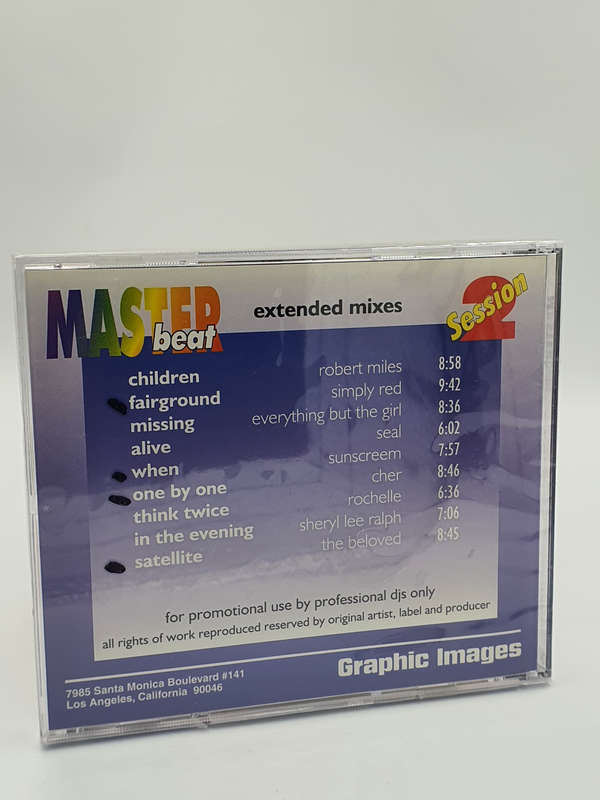 MASTER beat extended mixes Session 2
children robert miles 8:58
fairground simply red 9:42
missing everything but the girl 8:36
alive seal 6:02
when sunscreem 7:57
one by one cher 8:46
think twice rochelle 6:36
in the evening sheryl lee ralph 7:06
satellite the beloved 8:45
for promotional use by professional djs only
all rights of work reproduced reserved by original artist, label and producer
Graphic Images
7985 Santa Monica Boulevard #141
Los Angeles, California 90046